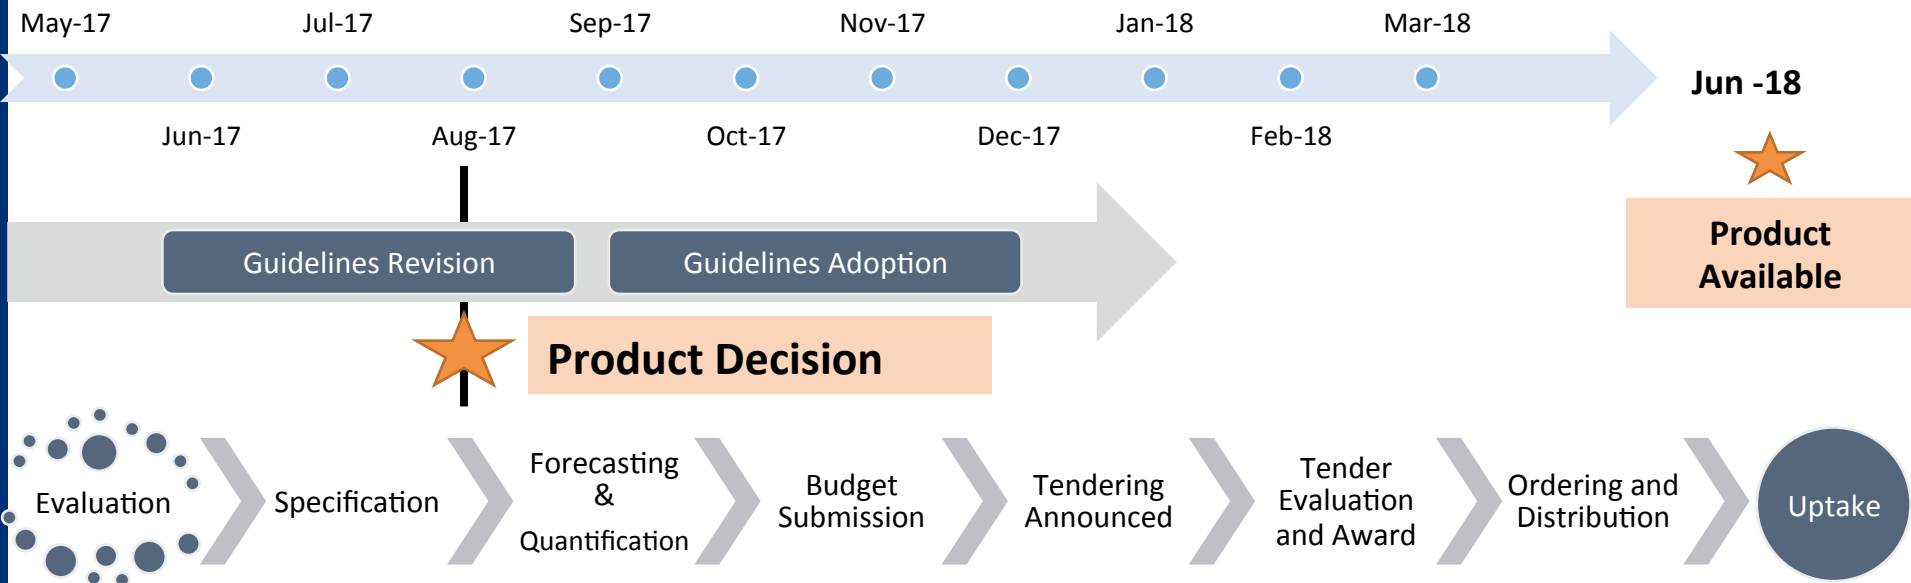 May-17
Jul-17
Sep-17
Nov-17
Jan-18
Mar-18
Jun -18
Jun-17
Aug-17
Oct-17
Dec-17
Feb-18
Guidelines Revision
Guidelines Adoption
Product
Available
Product Decision
Evaluation
Specification
Forecasting
&
Quantification
Budget
Submission
Tendering
Announced
Tender
Evaluation
and Award
Ordering and
Distribution
Uptake